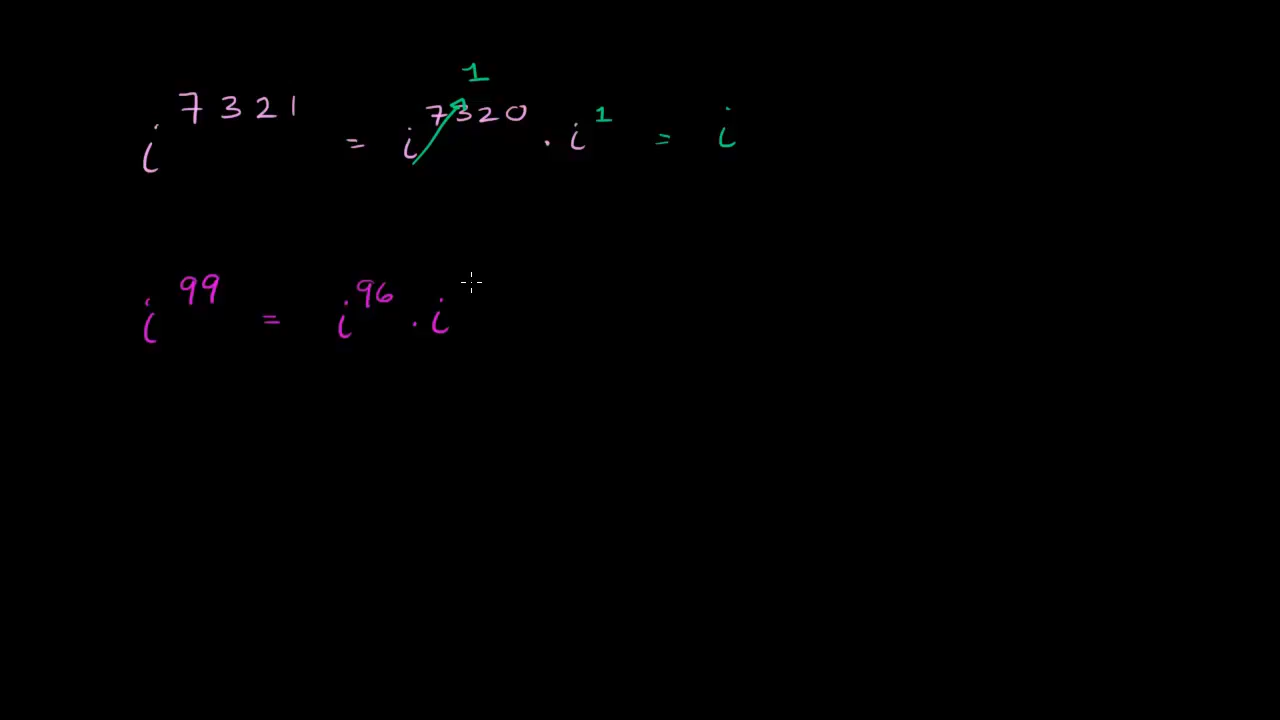 i^7321 = i^7320 1 · i^1 = i
i^99 = i^96 · i